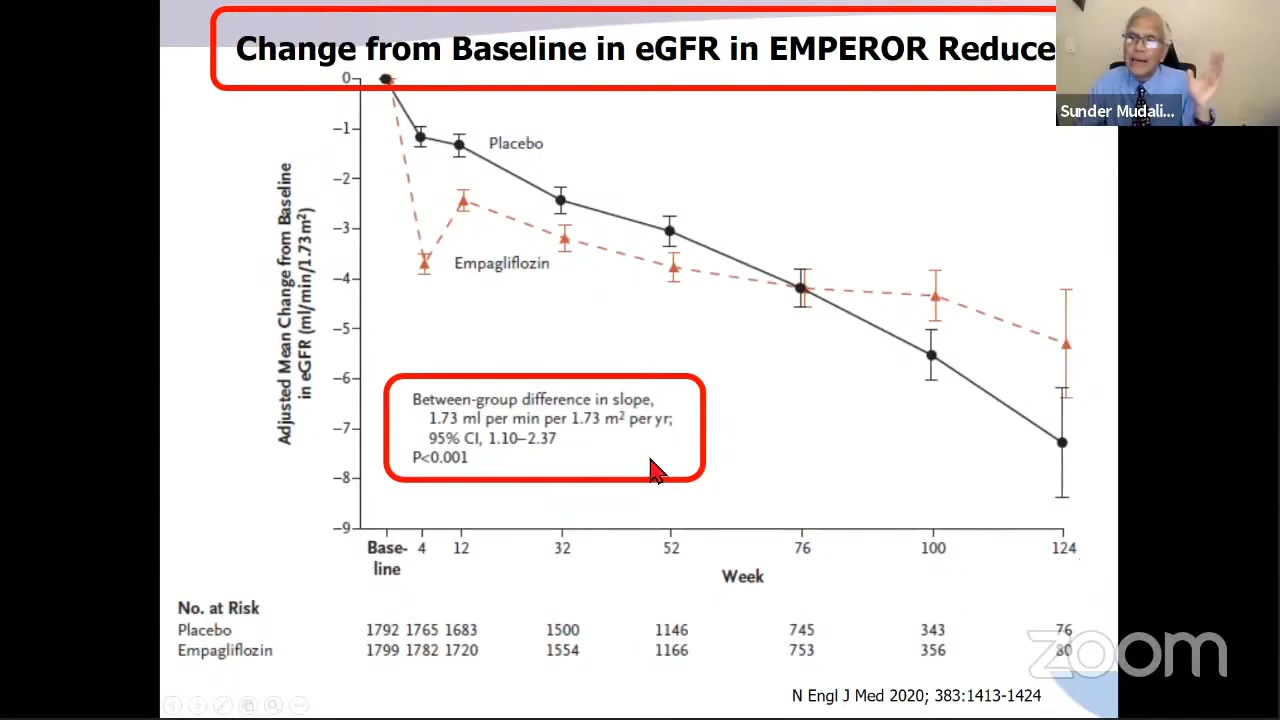 Change from Baseline in eGFR in EMPEROR Reduce
Sunder Mudali...
0
-1
-2
-3
-4
-5
-6
-7
-8
-9
Adjusted Mean Change from Baseline
in eGFR (ml/min/1.73 m²)
Placebo
Empagliflozin
Between-group difference in slope,
1.73 ml per min per 1.73 m² per yr;
95% CI, 1.10–2.37
P<0.001
Base- 4 12 32 52 76 100 124
line
Week
No. at Risk
Placebo 1792 1765 1683 1500 1146 745 343 76
Empagliflozin 1799 1782 1720 1554 1166 753 356 80
zoom
N Engl J Med 2020; 383:1413-1424